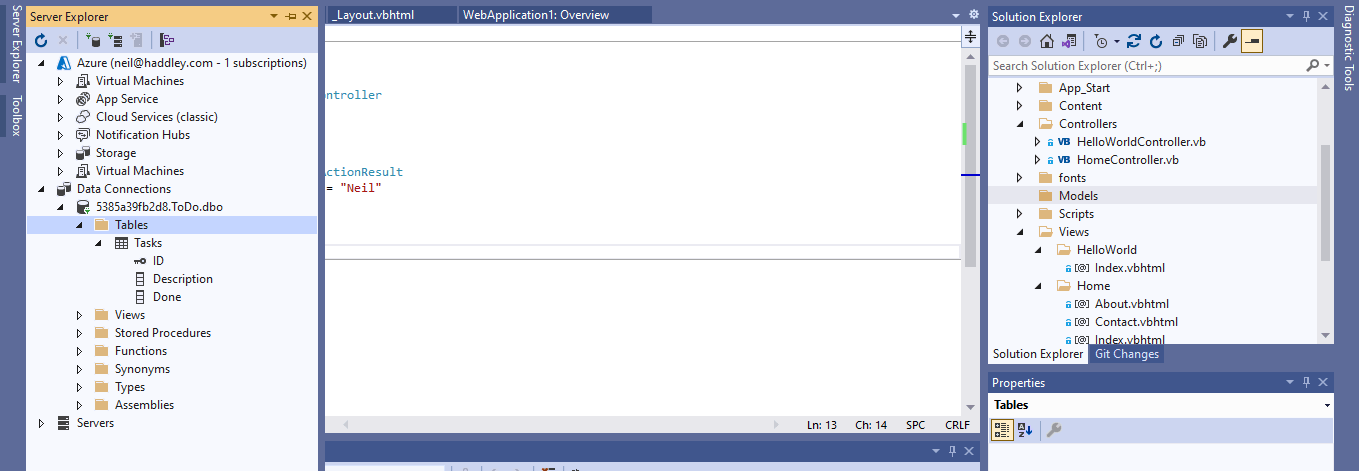 Server Explorer
Toolbox
Server Explorer
Azure (neil@haddley.com - 1 subscriptions)
Virtual Machines
App Service
Cloud Services (classic)
Notification Hubs
Storage
Virtual Machines
Data Connections
5385a39fb2d8.ToDo.dbo
Tables
Tasks
ID
Description
Done
Views
Stored Procedures
Functions
Synonyms
Types
Assemblies
Servers
_Layout.vbhtml
WebApplication1: Overview
ontroller
ActionResult
= "Neil"
Ln: 13 Ch: 14 SPC CRLF
Solution Explorer
Search Solution Explorer (Ctrl+;)
App_Start
Content
Controllers
VB HelloWorldController.vb
VB HomeController.vb
fonts
Models
Scripts
Views
HelloWorld
[@] Index.vbhtml
Home
[@] About.vbhtml
[@] Contact.vbhtml
[@] Index.vbhtml
Solution Explorer Git Changes
Properties
Tables
Diagnostic Tools